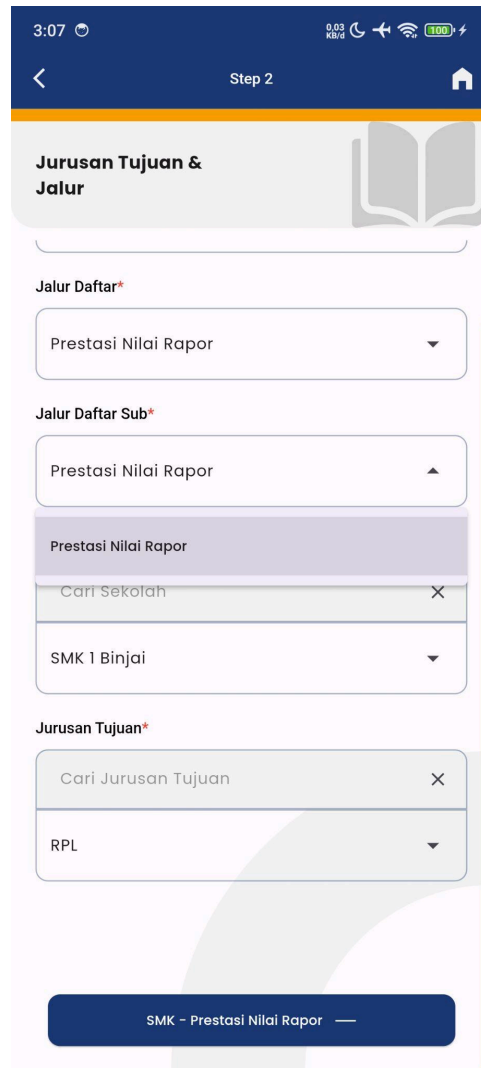 3:07
0,03
KB/d
100
Step 2
Jurusan Tujuan &
Jalur
Jalur Daftar*
Prestasi Nilai Rapor
Jalur Daftar Sub*
Prestasi Nilai Rapor
Prestasi Nilai Rapor
Cari Sekolah
SMK 1 Binjai
Jurusan Tujuan*
Cari Jurusan Tujuan
RPL
SMK - Prestasi Nilai Rapor